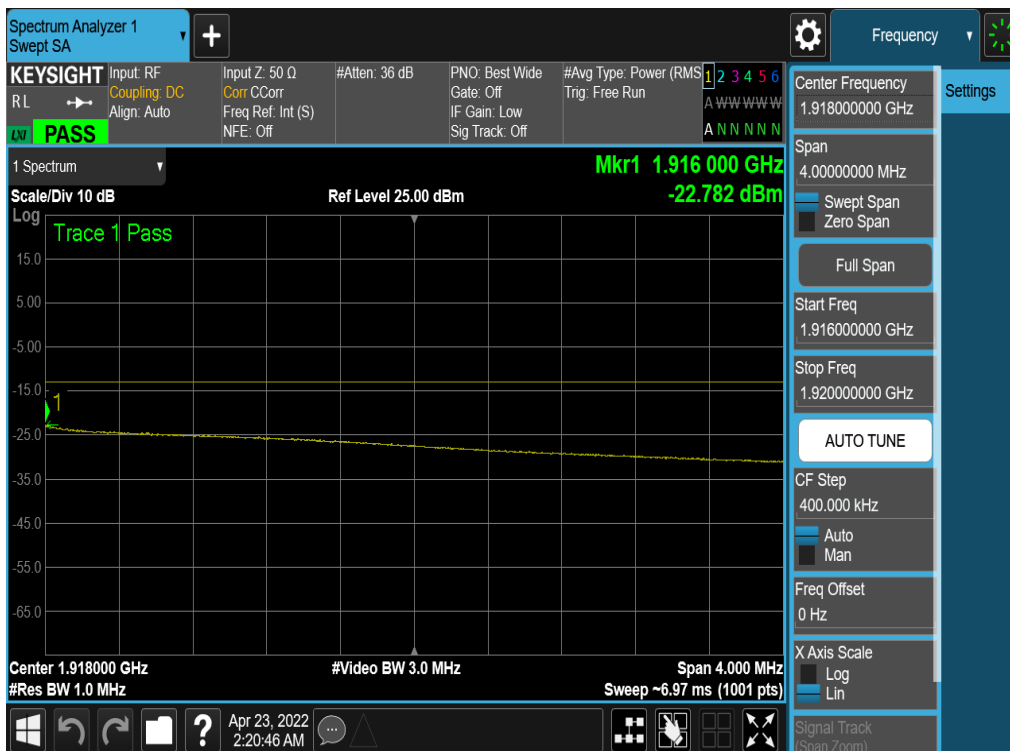 Spectrum Analyzer 1
Swept SA
+
Frequency
KEYSIGHT
RL
LXI PASS
Input: RF
Coupling: DC
Align: Auto
Input Z: 50 Ω
Corr CCorr
Freq Ref: Int (S)
NFE: Off
#Atten: 36 dB
PNO: Best Wide
Gate: Off
IF Gain: Low
Sig Track: Off
#Avg Type: Power (RMS
Trig: Free Run
1 2 3 4 5 6
A W W W W W
A N N N N N
1 Spectrum
Scale/Div 10 dB
Ref Level 25.00 dBm
Mkr1 1.916 000 GHz
-22.782 dBm
Log
Trace 1 Pass
15.0
5.00
-5.00
-15.0
1
-25.0
-35.0
-45.0
-55.0
-65.0
Center 1.918000 GHz
#Video BW 3.0 MHz
Span 4.000 MHz
#Res BW 1.0 MHz
Sweep ~6.97 ms (1001 pts)
?
Apr 23, 2022
2:20:46 AM
Center Frequency
1.918000000 GHz
Span
4.00000000 MHz
Swept Span
Zero Span
Full Span
Start Freq
1.916000000 GHz
Stop Freq
1.920000000 GHz
AUTO TUNE
CF Step
400.000 kHz
Auto
Man
Freq Offset
0 Hz
X Axis Scale
Log
Lin
Signal Track
(Span Zoom)
Settings